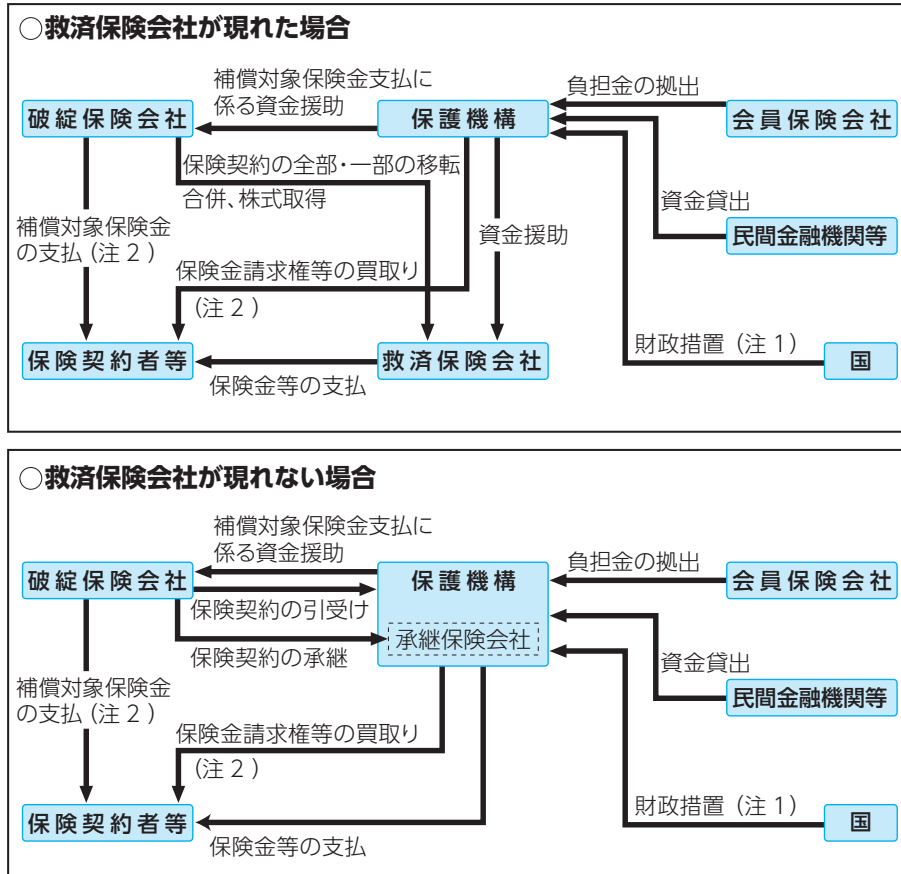 ○救済保険会社が現れた場合
補償対象保険金支払に
係る資金援助
負担金の拠出
破綻保険会社
保護機構
会員保険会社
保険契約の全部・一部の移転
合併、株式取得
資金貸出
補償対象保険金
の支払(注2)
資金援助
民間金融機関等
保険金請求権等の買取り
(注2)
財政措置(注1)
保険契約者等
救済保険会社
国
保険金等の支払
○救済保険会社が現れない場合
補償対象保険金支払に
係る資金援助
負担金の拠出
破綻保険会社
保護機構
会員保険会社
保険契約の引受け
承継保険会社
保険契約の承継
資金貸出
補償対象保険金
の支払(注2)
民間金融機関等
保険金請求権等の買取り
(注2)
財政措置(注1)
保険契約者等
国
保険金等の支払